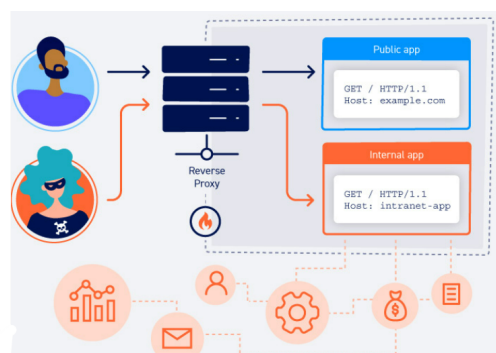 Public app
GET / HTTP/1.1
Host: example.com
Reverse
Proxy
Internal app
GET / HTTP/1.1
Host: intranet-app
$